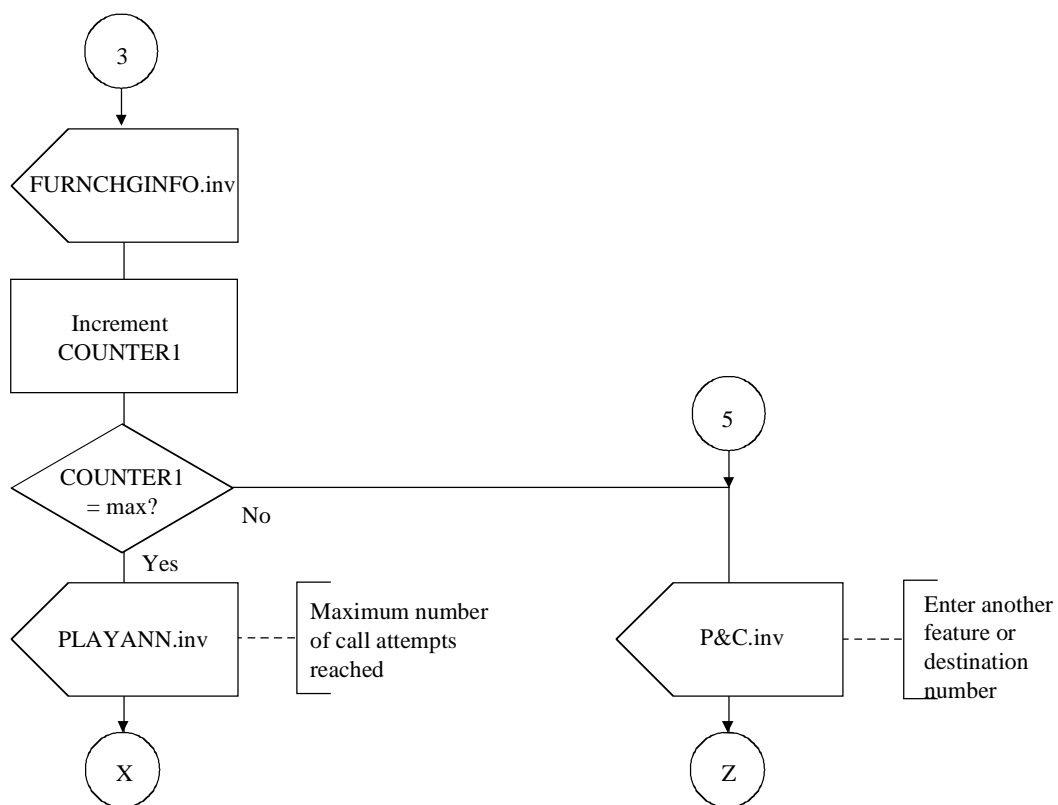 3
FURNCHGINFO.inv
Increment
COUNTER1
5
COUNTER1
= max?
No
Yes
PLAYANN.inv
Maximum number
of call attempts
reached
P&C.inv
Enter another
feature or
destination
number
X
Z